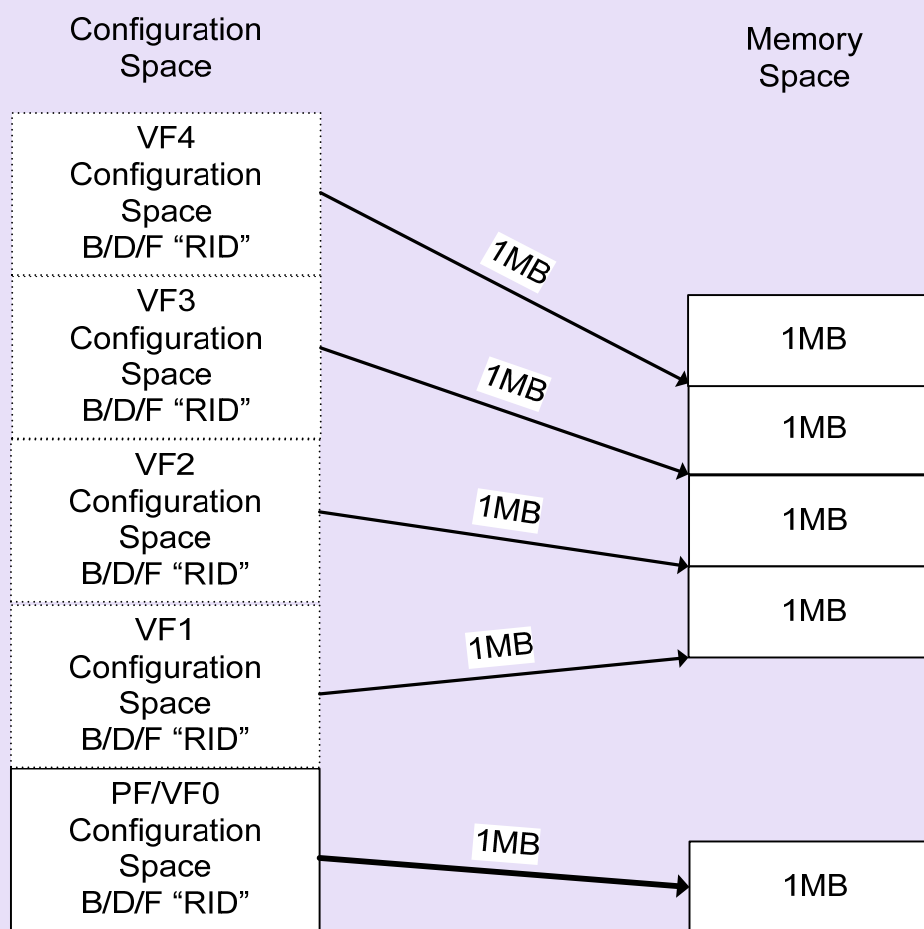 Configuration
Space
Memory
Space
VF4
Configuration
Space
B/D/F “RID”
1MB
VF3
Configuration
Space
B/D/F “RID”
1MB
1MB
1MB
VF2
Configuration
Space
B/D/F “RID”
1MB
1MB
VF1
Configuration
Space
B/D/F “RID”
1MB
1MB
PF/VF0
Configuration
Space
B/D/F “RID”
1MB
1MB